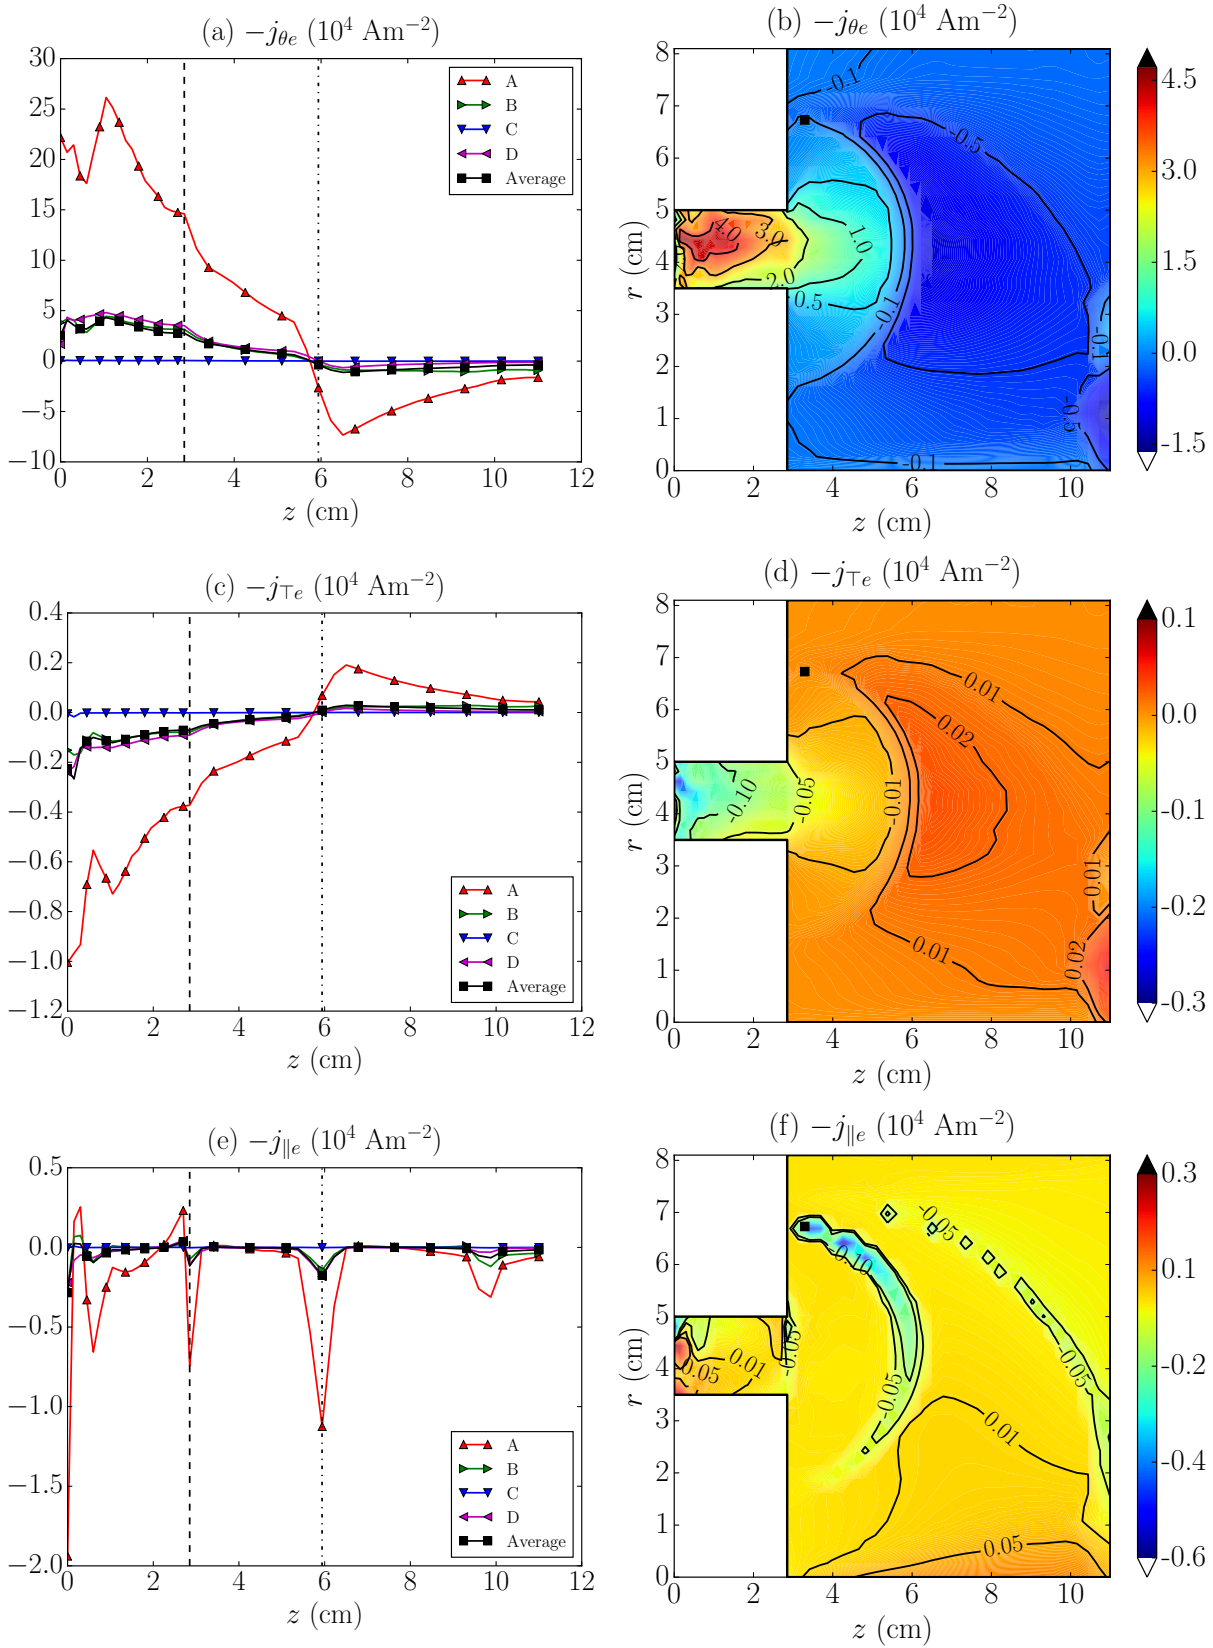 (a) −j_θe (10^4 Am^−2)
30
25
20
15
10
5
0
−5
−10
0 2 4 6 8 10 12
z (cm)
A
B
C
D
Average
(b) −j_θe (10^4 Am^−2)
8
7
6
5
4
3
2
1
0
r (cm)
0 2 4 6 8 10
z (cm)
-0.1
-0.5
4.0
3.0
1.0
2.0
0.5
-0.1
-0.1
-0.5
-0.1
4.5
3.0
1.5
0.0
-1.5
(c) −j_⊤e (10^4 Am^−2)
0.4
0.2
0.0
−0.2
−0.4
−0.6
−0.8
−1.0
−1.2
0 2 4 6 8 10 12
z (cm)
A
B
C
D
Average
(d) −j_⊤e (10^4 Am^−2)
8
7
6
5
4
3
2
1
0
r (cm)
0 2 4 6 8 10
z (cm)
0.01
0.02
-0.10
-0.05
-0.01
0.01
0.01
0.02
0.1
0.0
-0.1
-0.2
-0.3
(e) −j_∥e (10^4 Am^−2)
0.5
0.0
−0.5
−1.0
−1.5
−2.0
0 2 4 6 8 10 12
z (cm)
A
B
C
D
Average
(f) −j_∥e (10^4 Am^−2)
8
7
6
5
4
3
2
1
0
r (cm)
0 2 4 6 8 10
z (cm)
-0.05
-0.10
-0.05
0.01
0.05
-0.05
-0.05
0.01
0.05
0.3
0.1
-0.2
-0.4
-0.6